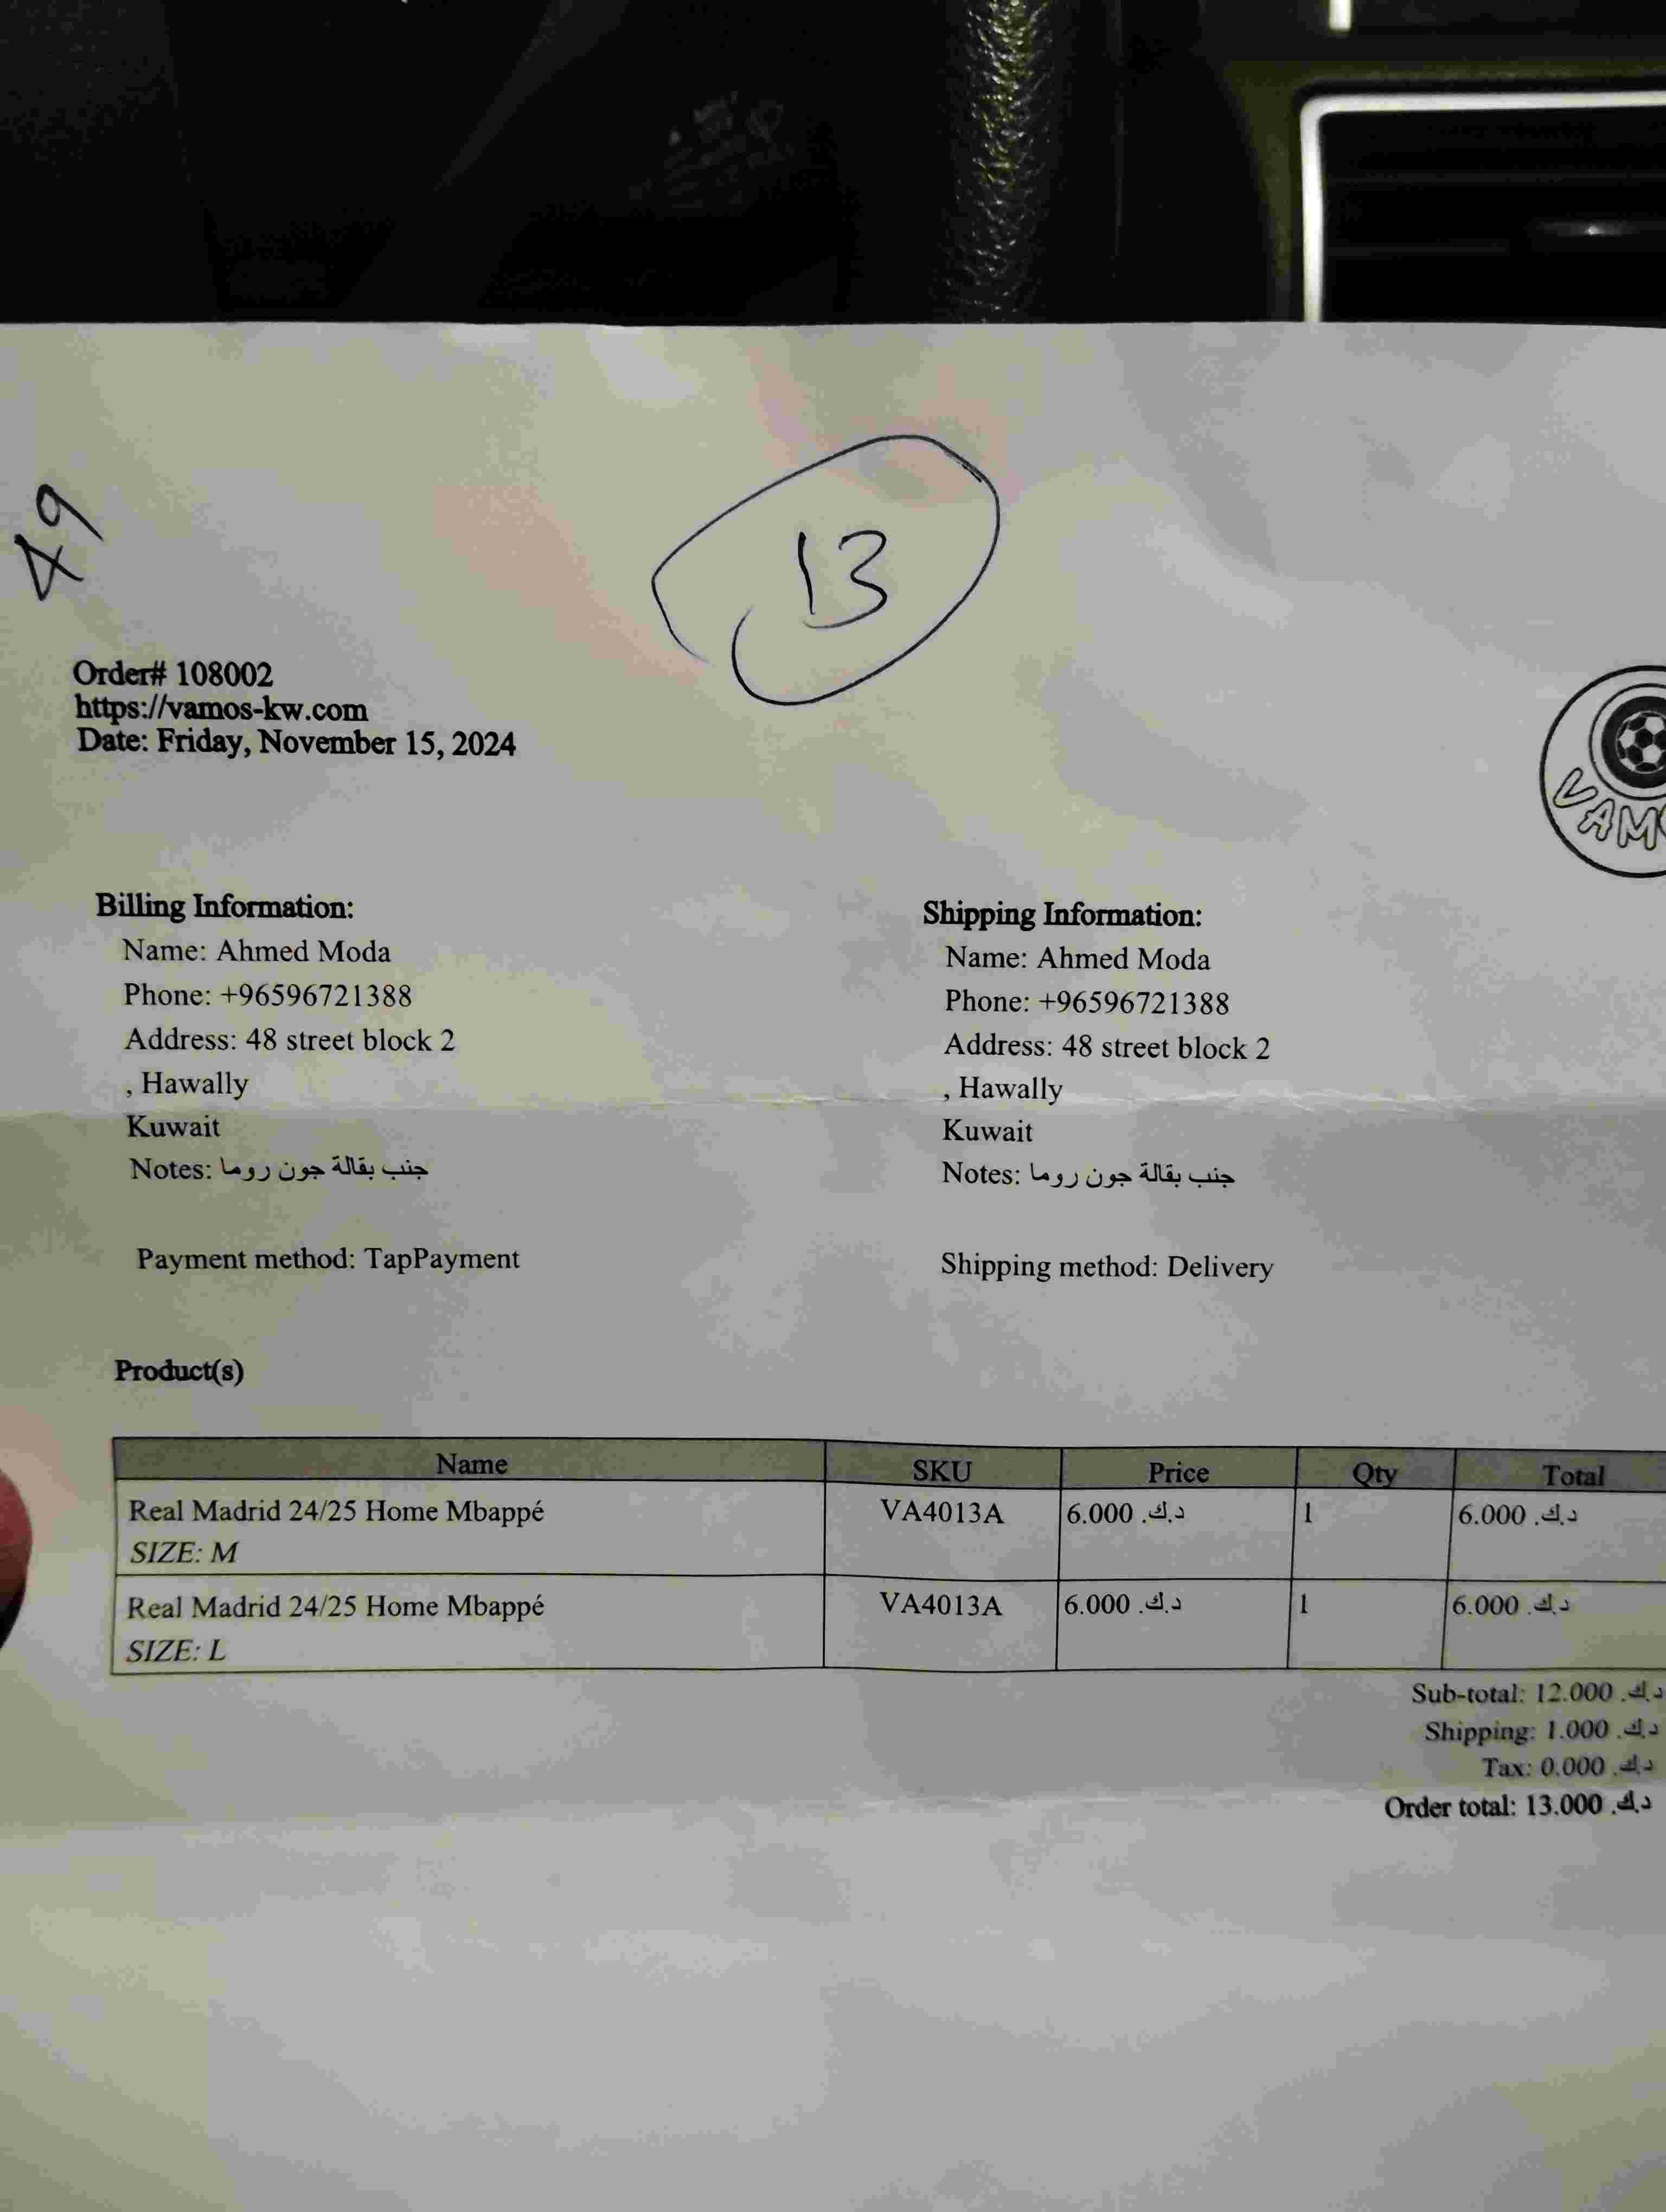 49
13
Order# 108002
https://vamos-kw.com
Date: Friday, November 15, 2024
Billing Information:
Name: Ahmed Moda
Phone: +96596721388
Address: 48 street block 2
, Hawally
Kuwait
Notes: جنب بقالة جون روما
Payment method: TapPayment
Shipping Information:
Name: Ahmed Moda
Phone: +96596721388
Address: 48 street block 2
, Hawally
Kuwait
Notes: جنب بقالة جون روما
Shipping method: Delivery
Product(s)
Name SKU Price Qty Total
Real Madrid 24/25 Home Mbappé VA4013A 6.000 د.ك. 1 6.000 د.ك.
SIZE: M
Real Madrid 24/25 Home Mbappé VA4013A 6.000 د.ك. 1 6.000 د.ك.
SIZE: L
Sub-total: 12.000 د.ك.
Shipping: 1.000 د.ك.
Tax: 0.000 د.ك.
Order total: 13.000 د.ك.